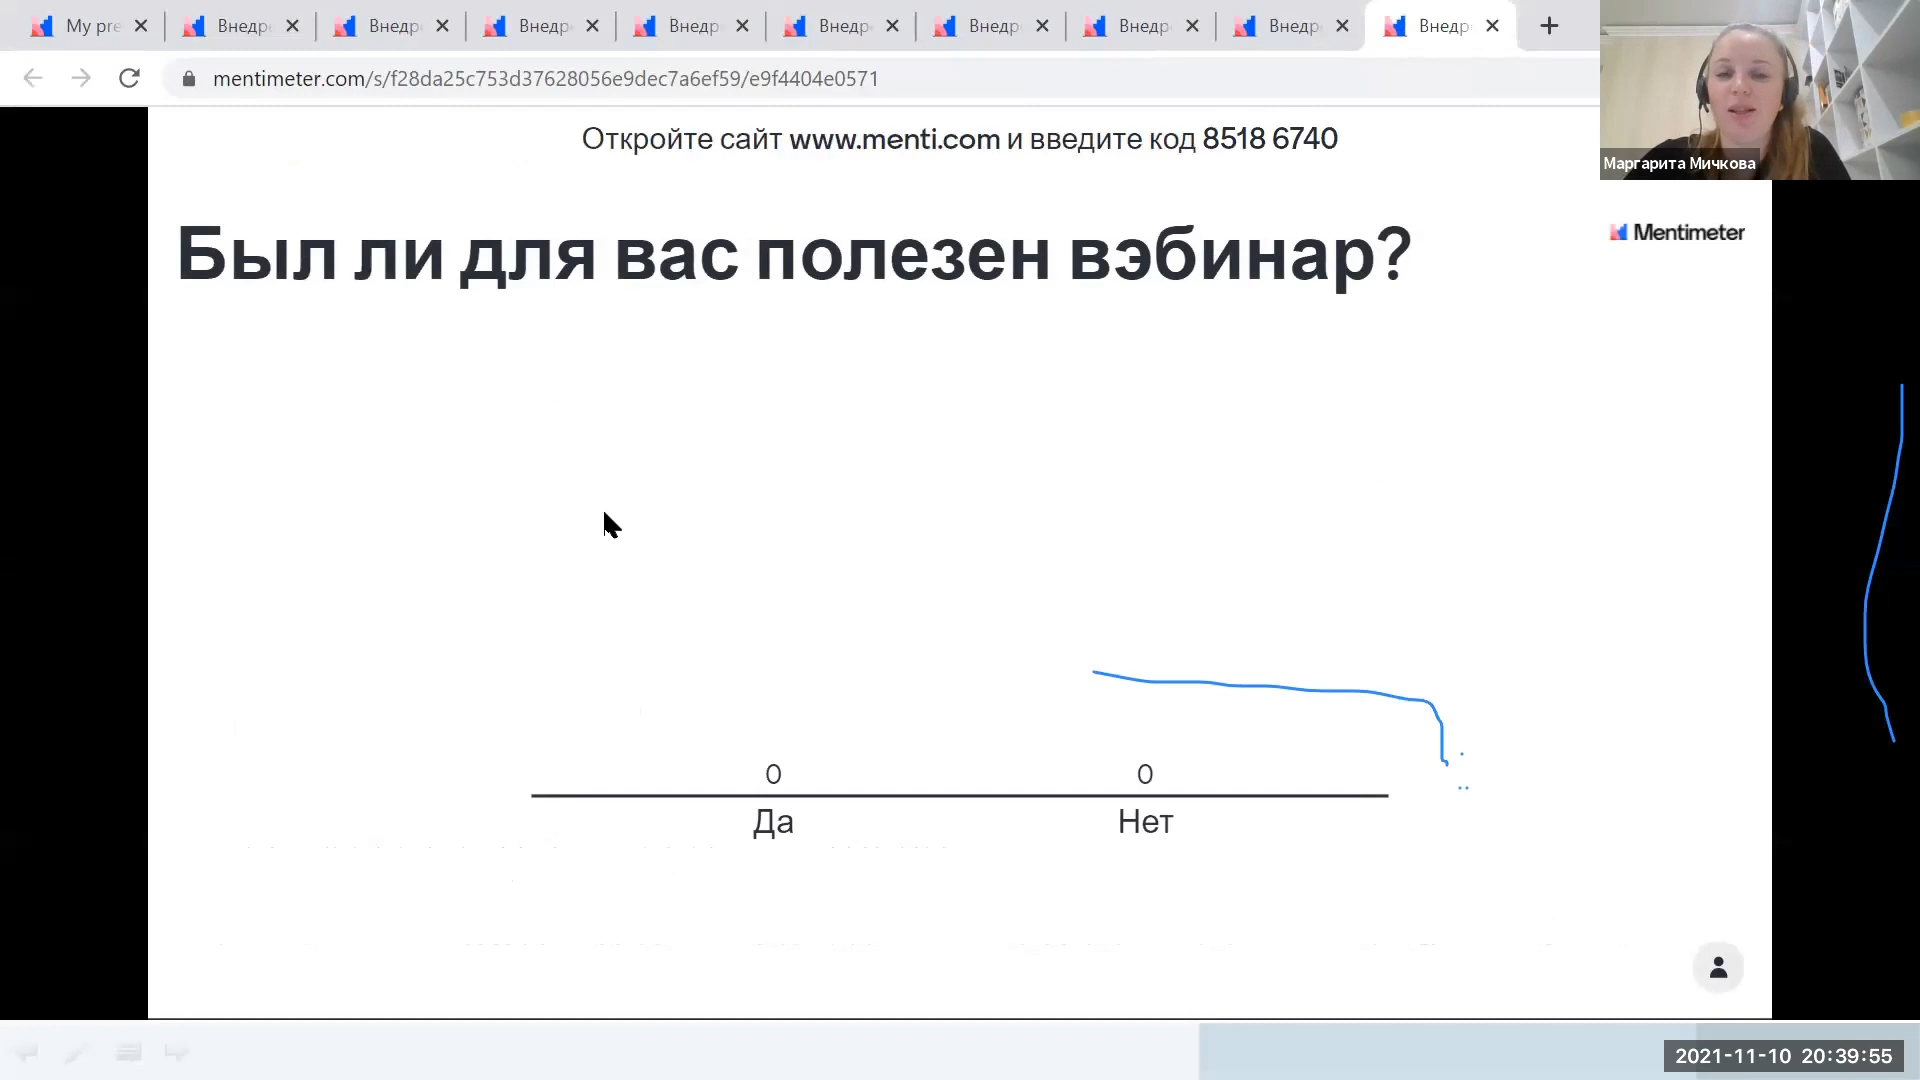 My pre
Внедр
Внедр
Внедр
Внедр
Внедр
Внедр
Внедр
Внедр
Внедр
mentimeter.com/s/f28da25c753d37628056e9dec7a6ef59/e9f4404e0571
Откройте сайт www.menti.com и введите код 8518 6740
Маргарита Мичкова
Был ли для вас полезен вэбинар?
Mentimeter
0
0
Да
Нет
2021-11-10 20:39:55